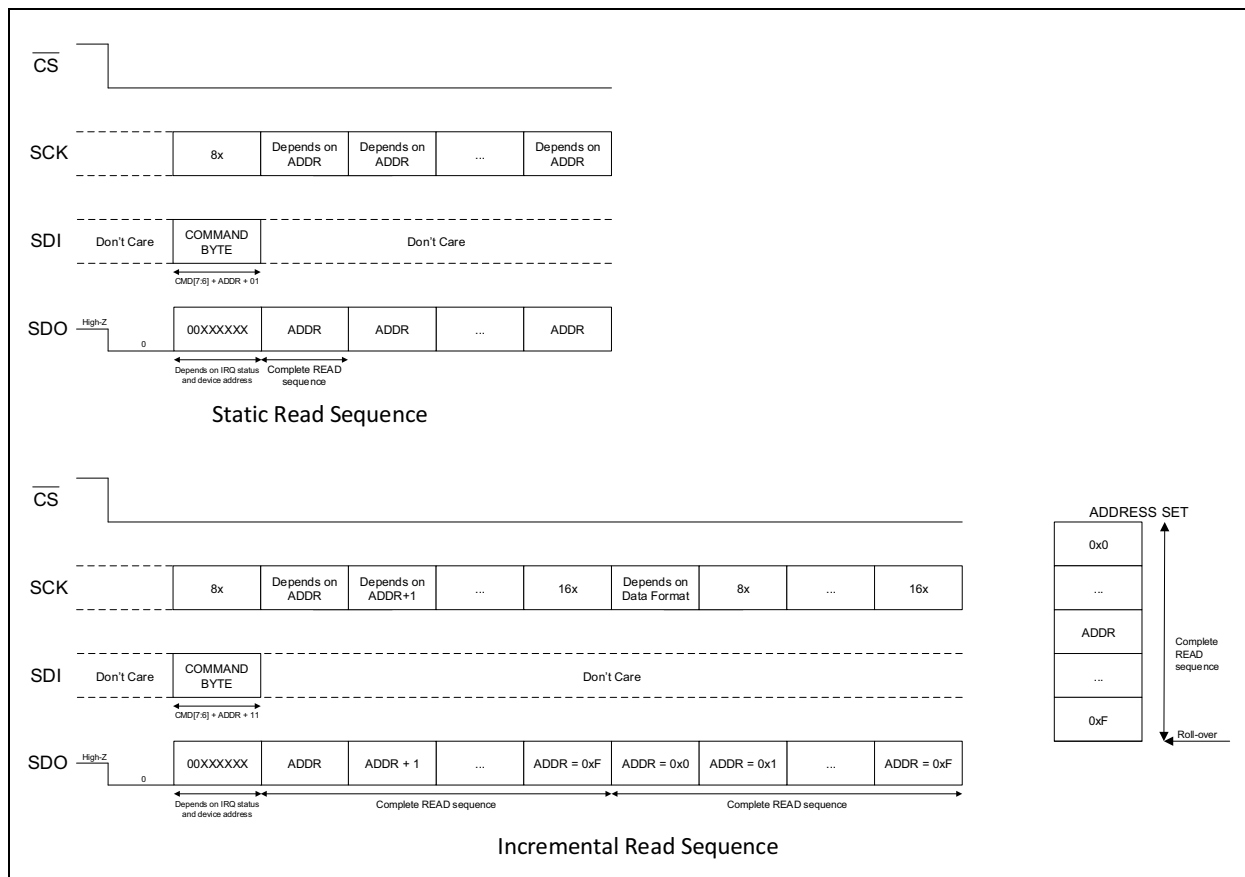 CS
SCK
8x
Depends on
ADDR
Depends on
ADDR
...
Depends on
ADDR
SDI
Don't Care
COMMAND
BYTE
Don't Care
CMD[7:6] + ADDR + 01
SDO
High-Z
0
00XXXXXX
ADDR
ADDR
...
ADDR
Depends on IRQ status
and device address
Complete READ
sequence
Static Read Sequence
CS
SCK
8x
Depends on
ADDR
Depends on
ADDR+1
...
16x
Depends on
Data Format
8x
...
16x
SDI
Don't Care
COMMAND
BYTE
Don't Care
CMD[7:6] + ADDR + 11
SDO
High-Z
0
00XXXXXX
ADDR
ADDR + 1
...
ADDR = 0xF
ADDR = 0x0
ADDR = 0x1
...
ADDR = 0xF
Depends on IRQ status
and device address
Complete READ sequence
Complete READ sequence
Incremental Read Sequence
ADDRESS SET
0x0
...
ADDR
...
0xF
Complete
READ
sequence
Roll-over